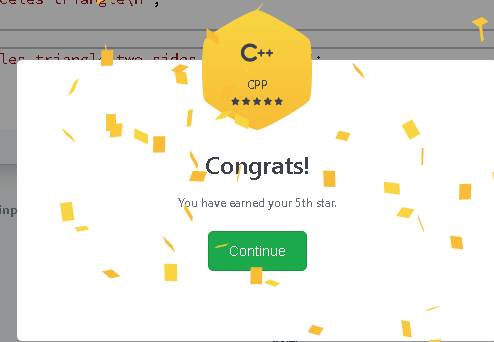 celes triangle\n";
les triangle two sides
C++
CPP
Congrats!
You have earned your 5th star.
Continue
inp